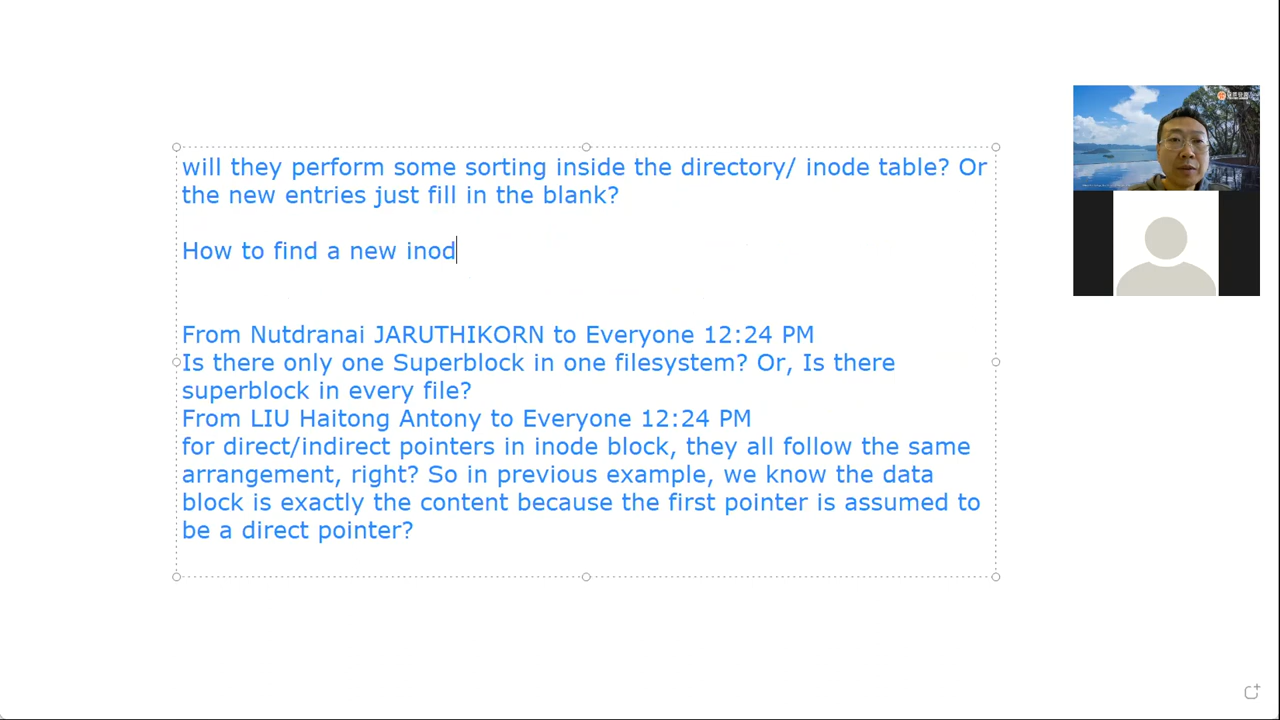 will they perform some sorting inside the directory/ inode table? Or
the new entries just fill in the blank?
How to find a new inod
From Nutdranai JARUTHIKORN to Everyone 12:24 PM
Is there only one Superblock in one filesystem? Or, Is there
superblock in every file?
From LIU Haitong Antony to Everyone 12:24 PM
for direct/indirect pointers in inode block, they all follow the same
arrangement, right? So in previous example, we know the data
block is exactly the content because the first pointer is assumed to
be a direct pointer?